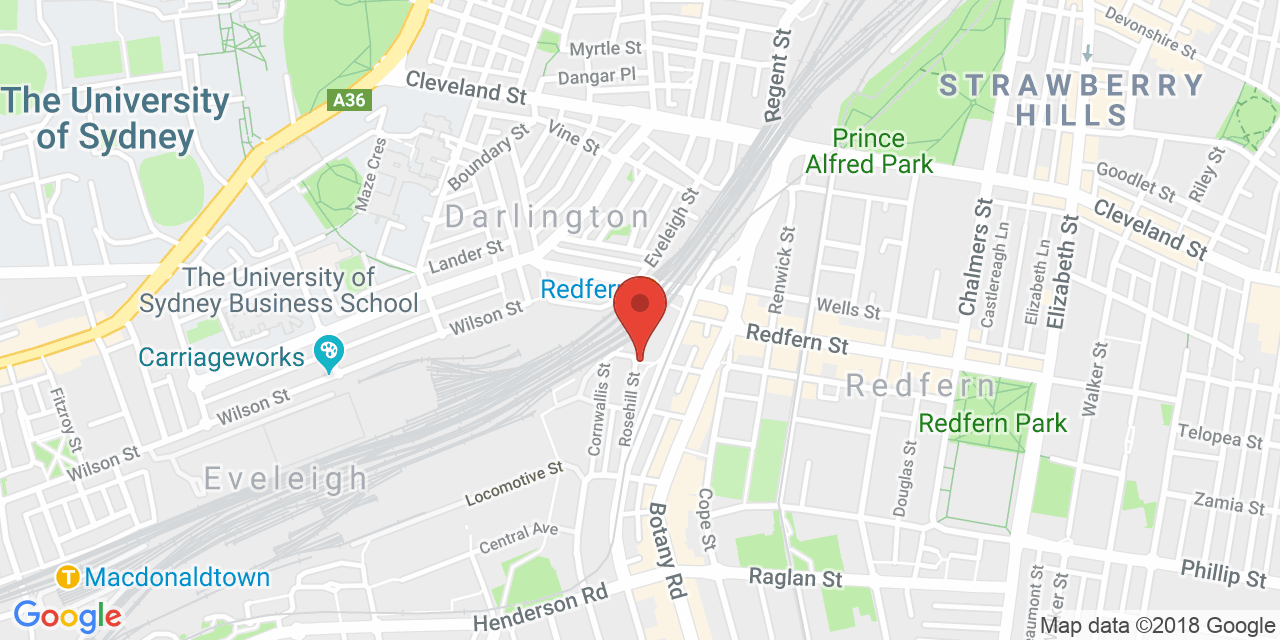 Devonshire St
Myrtle St
Dangar Pl
Regent St
Cleveland St
A36
STRAWBERRY
HILLS
The University
of Sydney
Boundary St
Vine St
Prince
Alfred Park
Maze Cres
Goodlet St
Riley St
Darlington
Eveleigh St
Cleveland St
Lander St
Renwick St
Chalmers St
Castlereagh Ln
Elizabeth Ln
Elizabeth St
The University of
Sydney Business School
Redfern
Wilson St
Wells St
Redfern St
Carriageworks
Cornwallis St
Rosehill St
Redfern
Walker St
Fitzroy St
Wilson St
Redfern Park
Telopea St
Wilson St
Eveleigh
Locomotive St
Douglas St
Zamia St
Cope St
Botany Rd
Central Ave
T
Macdonaldtown
Raglan St
Phillip St
Henderson Rd
Walker St
Google
Map data ©2018 Google